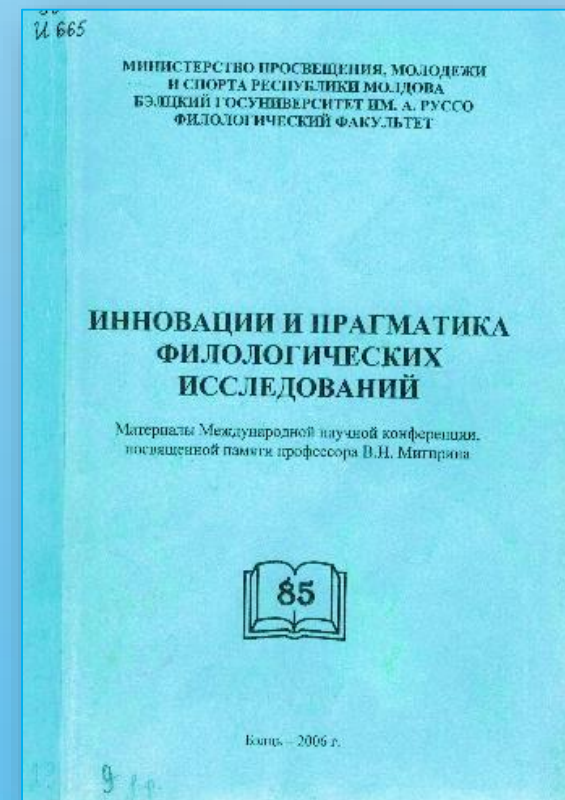 И 665
МИНИСТЕРСТВО ПРОСВЕЩЕНИЯ, МОЛОДЕЖИ
И СПОРТА РЕСПУБЛИКИ МОЛДОВА
БЭЛЦКИЙ ГОСУНИВЕРСИТЕТ ИМ. А. РУССО
ФИЛОЛОГИЧЕСКИЙ ФАКУЛЬТЕТ
ИННОВАЦИИ И ПРАГМАТИКА
ФИЛОЛОГИЧЕСКИХ
ИССЛЕДОВАНИЙ
Материалы Международной научной конференции,
посвященной памяти профессора В.Н. Мигирина
85
Бэлць – 2006 г.
9